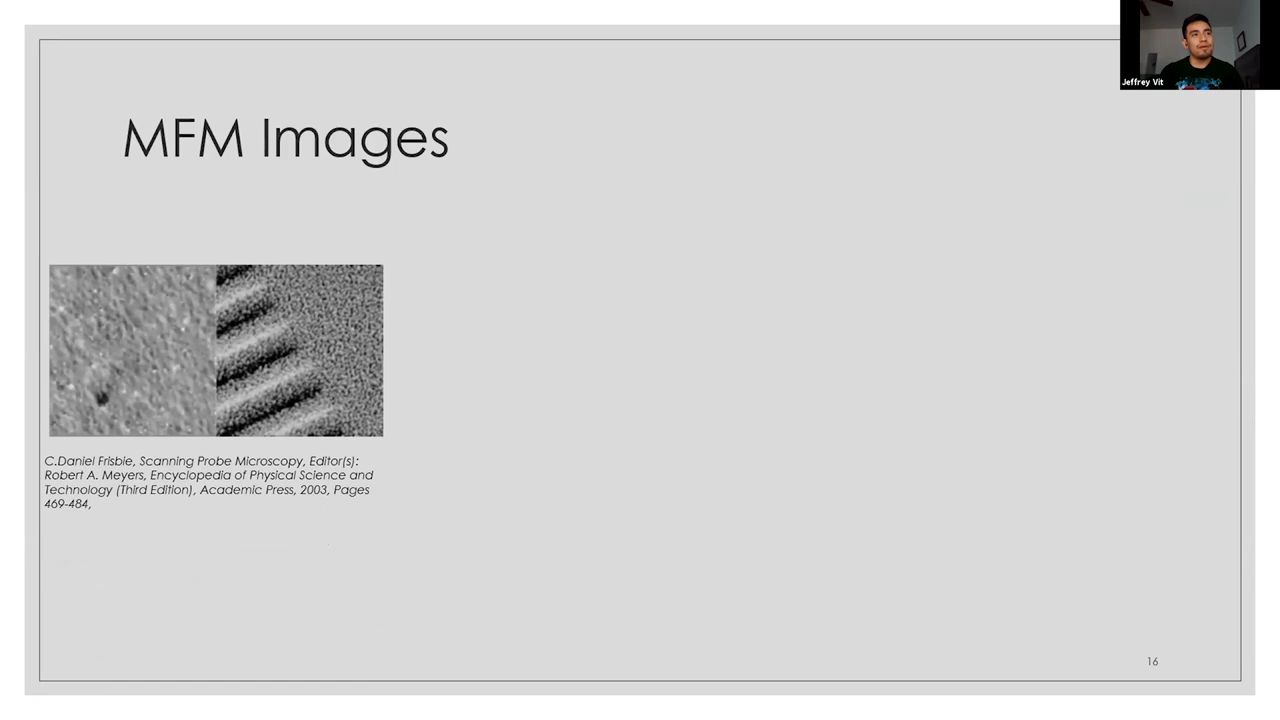 Jeffrey Vit
MFM Images
C.Daniel Frisbie, Scanning Probe Microscopy, Editor(s):
Robert A. Meyers, Encyclopedia of Physical Science and
Technology (Third Edition), Academic Press, 2003, Pages
469-484,
16